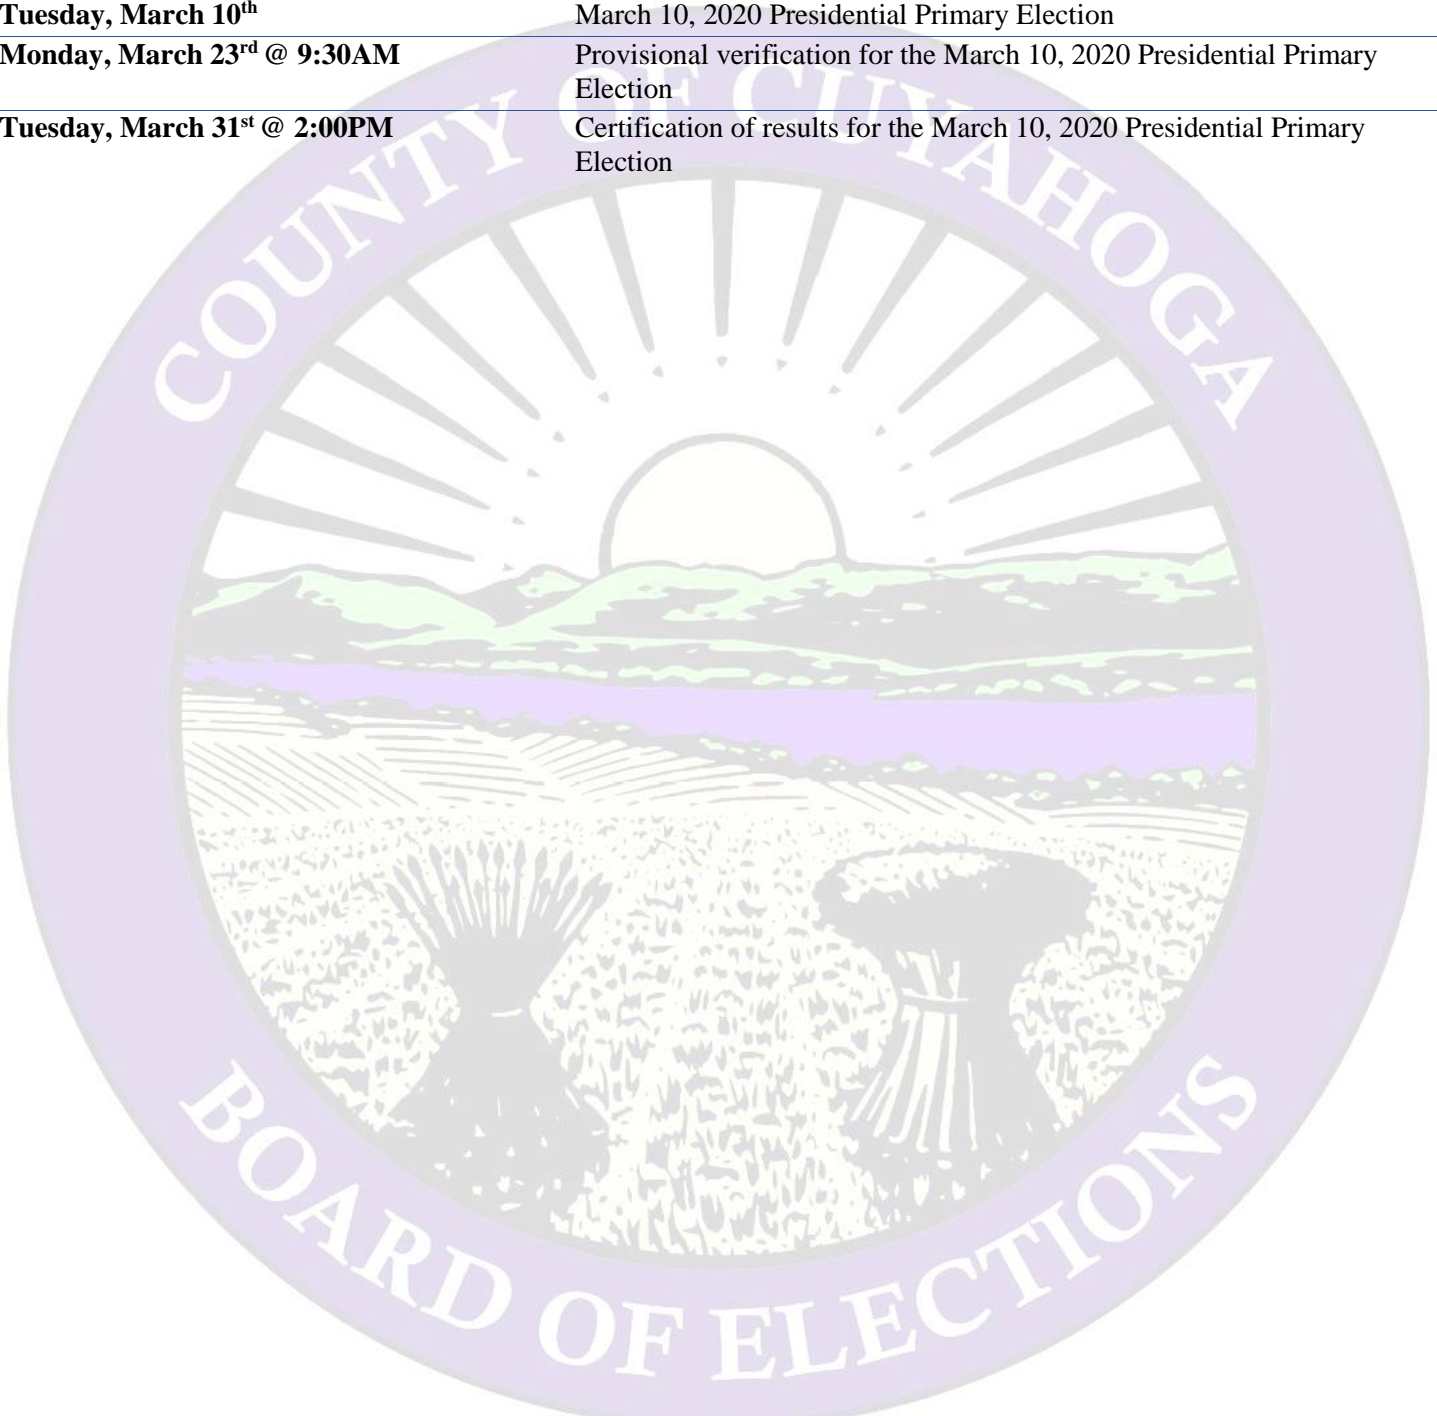 Tuesday, March 10th March 10, 2020 Presidential Primary Election
Monday, March 23rd @ 9:30AM Provisional verification for the March 10, 2020 Presidential Primary
Election
Tuesday, March 31st @ 2:00PM Certification of results for the March 10, 2020 Presidential Primary
Election
COUNTY OF CUYAHOGA
BOARD OF ELECTIONS